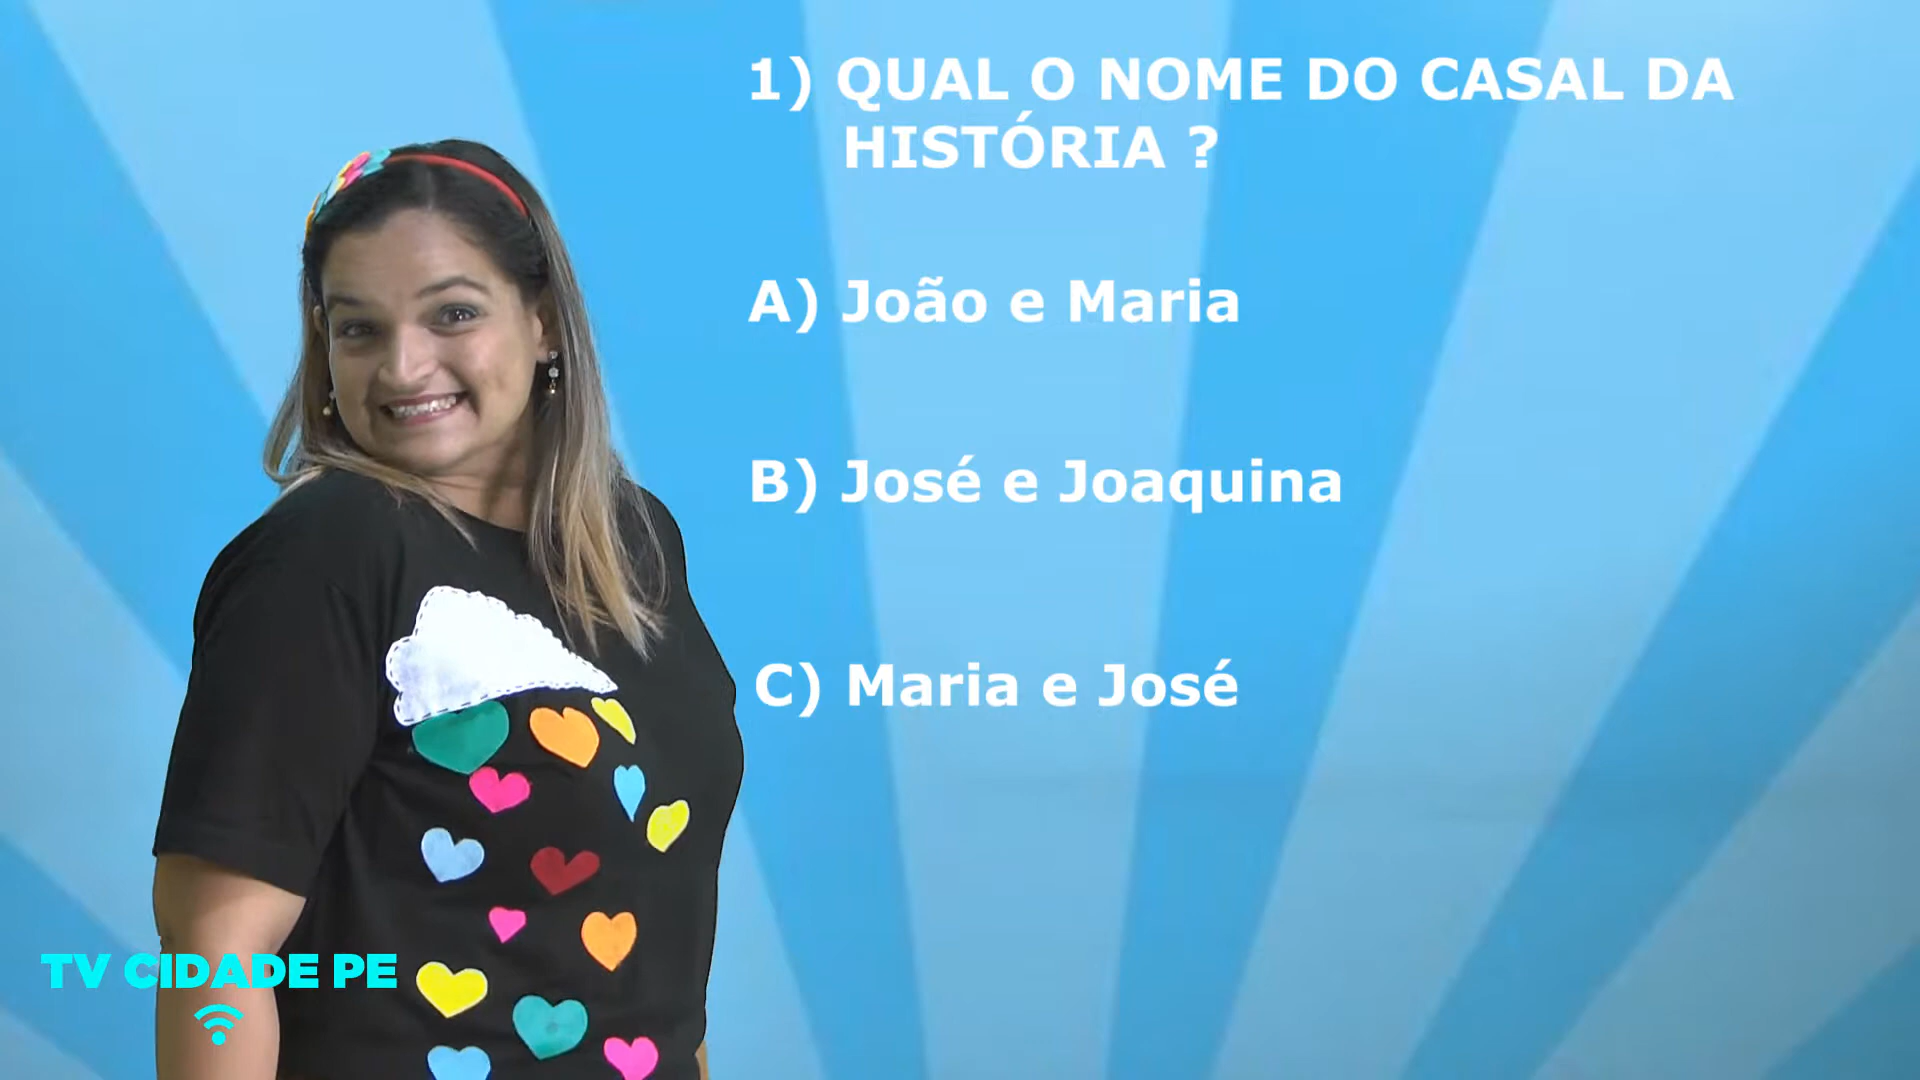 1) QUAL O NOME DO CASAL DA
HISTÓRIA ?
A) João e Maria
B) José e Joaquina
C) Maria e José
TV CIDADE PE